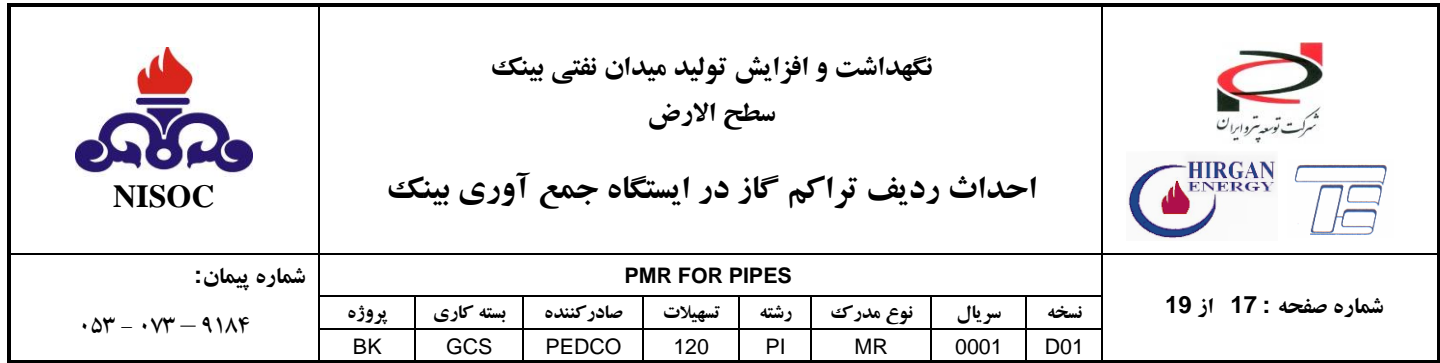 نگهداشت و افزایش تولید میدان نفتی بینک
سطح الارض
احداث ردیف تراکم گاز در ایستگاه جمع آوری بینک
NISOC
شرکت توسعه پترو ایران
HIRGAN
ENERGY
شماره پیمان:
۰۵۳ – ۰۷۳ – ۹۱۸۴
PMR FOR PIPES
شماره صفحه : 17 از 19
پروژه بسته کاری صادرکننده تسهیلات رشته نوع مدرک سریال نسخه
BK GCS PEDCO 120 PI MR 0001 D01